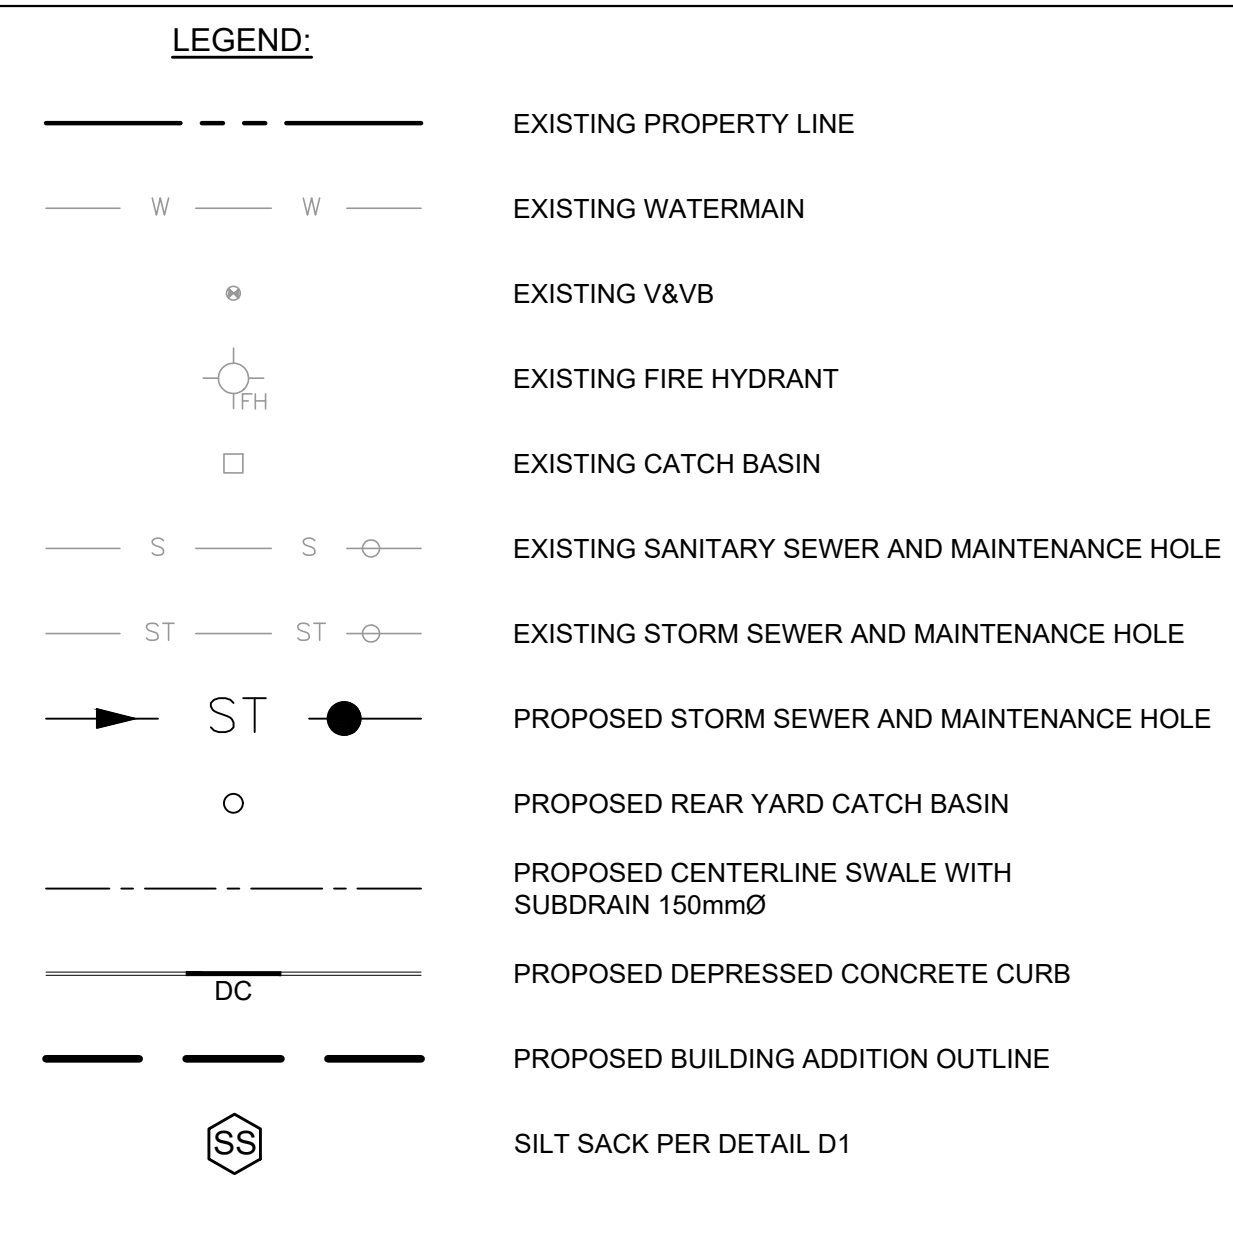 LEGEND:
EXISTING PROPERTY LINE
W W EXISTING WATERMAIN
EXISTING V&VB
EXISTING FIRE HYDRANT
FH
EXISTING CATCH BASIN
S S EXISTING SANITARY SEWER AND MAINTENANCE HOLE
ST ST EXISTING STORM SEWER AND MAINTENANCE HOLE
ST PROPOSED STORM SEWER AND MAINTENANCE HOLE
PROPOSED REAR YARD CATCH BASIN
PROPOSED CENTERLINE SWALE WITH
SUBDRAIN 150mmØ
PROPOSED DEPRESSED CONCRETE CURB
DC
PROPOSED BUILDING ADDITION OUTLINE
SS SILT SACK PER DETAIL D1